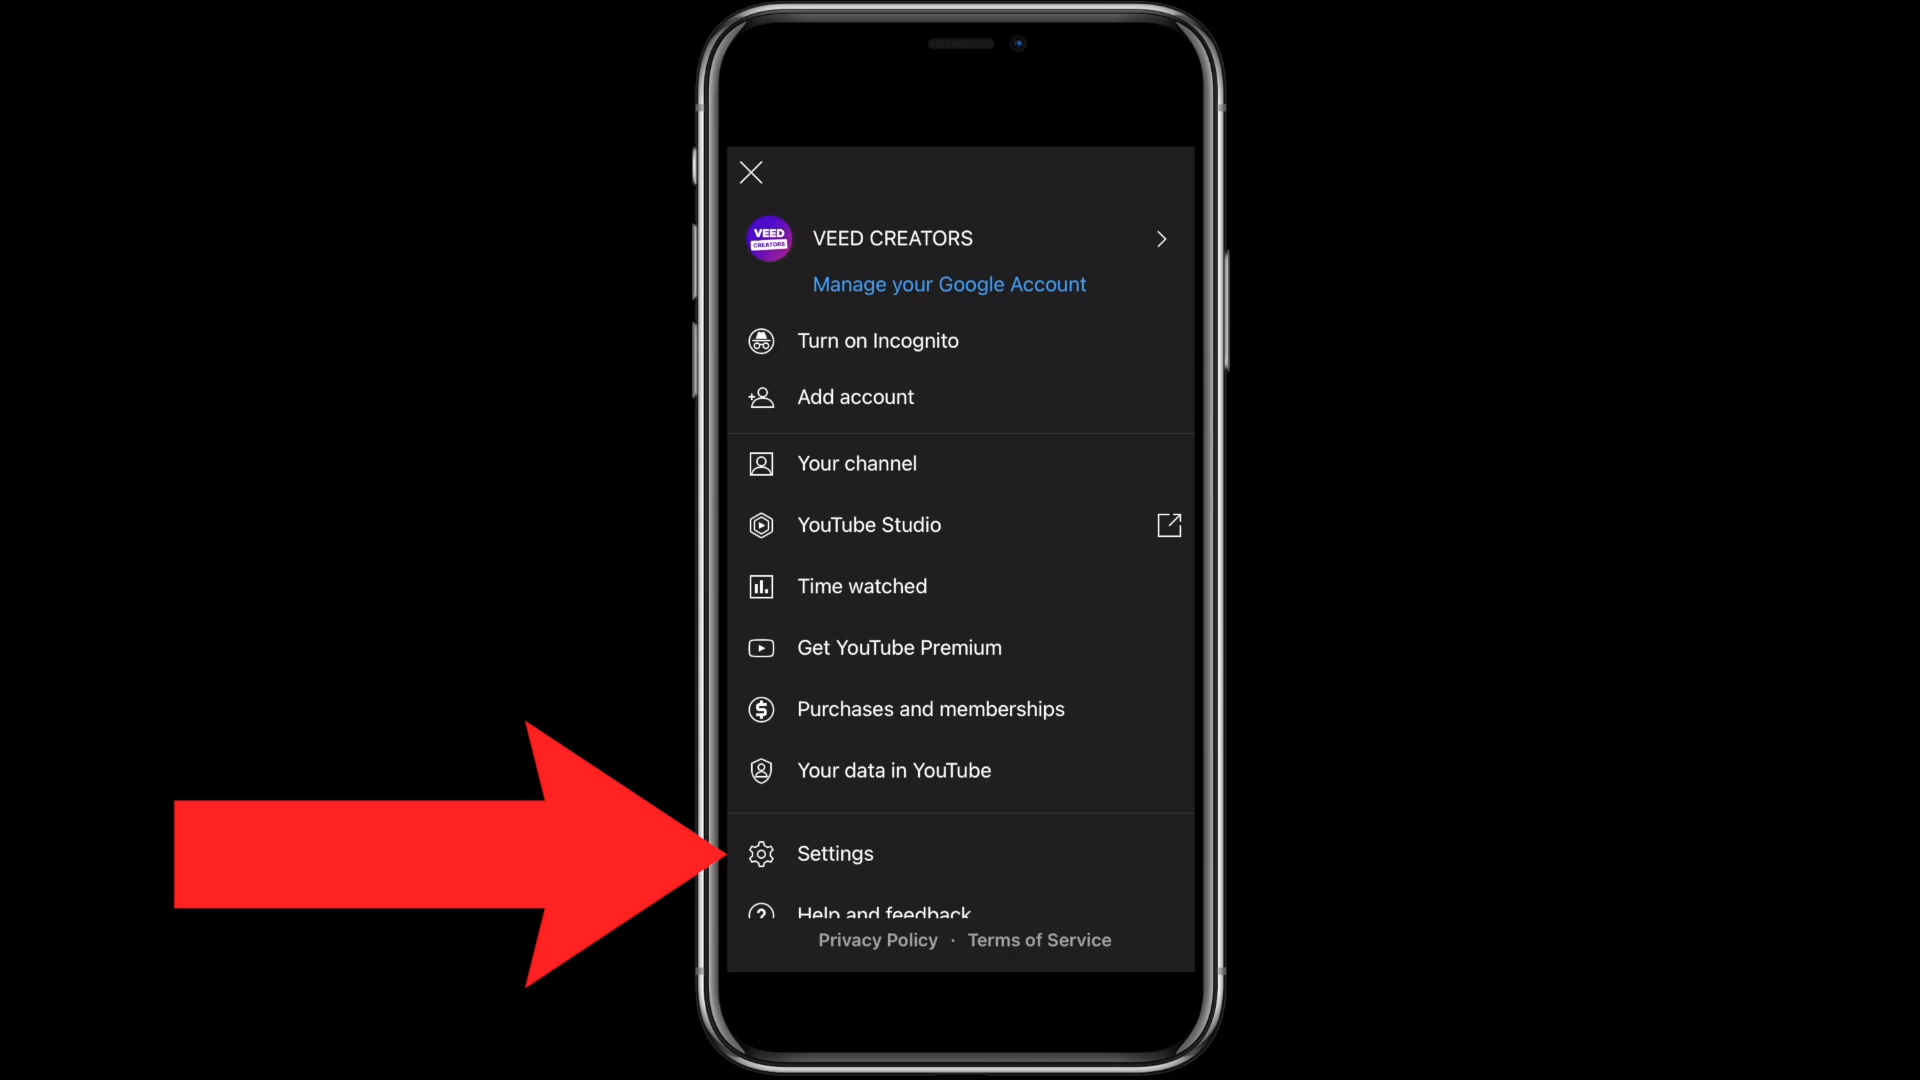 VEED
CREATORS
VEED CREATORS
Manage your Google Account
Turn on Incognito
Add account
Your channel
YouTube Studio
Time watched
Get YouTube Premium
Purchases and memberships
Your data in YouTube
Settings
Help and feedback
Privacy Policy · Terms of Service